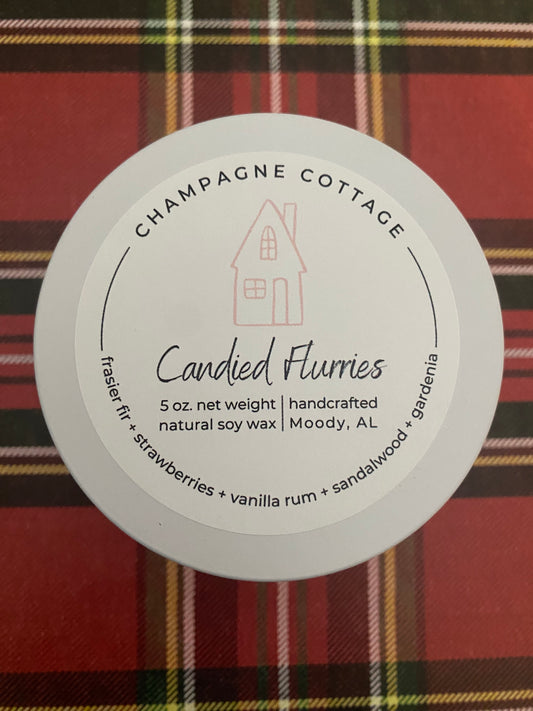 CHAMPAGNE COTTAGE
Candied Flurries
5 oz. net weight | handcrafted
natural soy wax | Moody, AL
frasier fir + strawberries + vanilla rum + sandalwood + gardenia